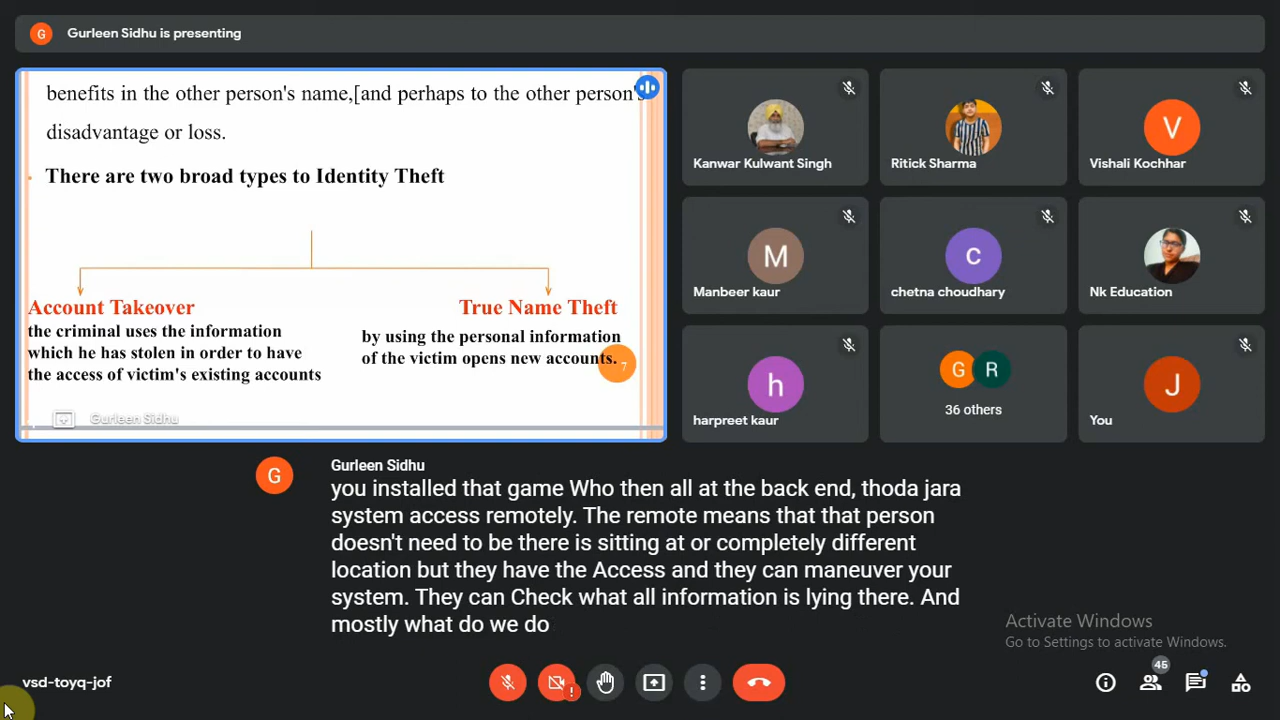 G Gurleen Sidhu is presenting
benefits in the other person's name,[and perhaps to the other person's
disadvantage or loss.
There are two broad types to Identity Theft
Account Takeover
the criminal uses the information
which he has stolen in order to have
the access of victim's existing accounts
True Name Theft
by using the personal information
of the victim opens new accounts.
7
Gurleen Sidhu
Kanwar Kulwant Singh
Ritick Sharma
V
Vishali Kochhar
M
Manbeer kaur
c
chetna choudhary
Nk Education
h
harpreet kaur
G R
36 others
J
You
G
Gurleen Sidhu
you installed that game Who then all at the back end, thoda jara
system access remotely. The remote means that that person
doesn't need to be there is sitting at or completely different
location but they have the Access and they can maneuver your
system. They can Check what all information is lying there. And
mostly what do we do
Activate Windows
Go to Settings to activate Windows.
vsd-toyq-jof
!
45